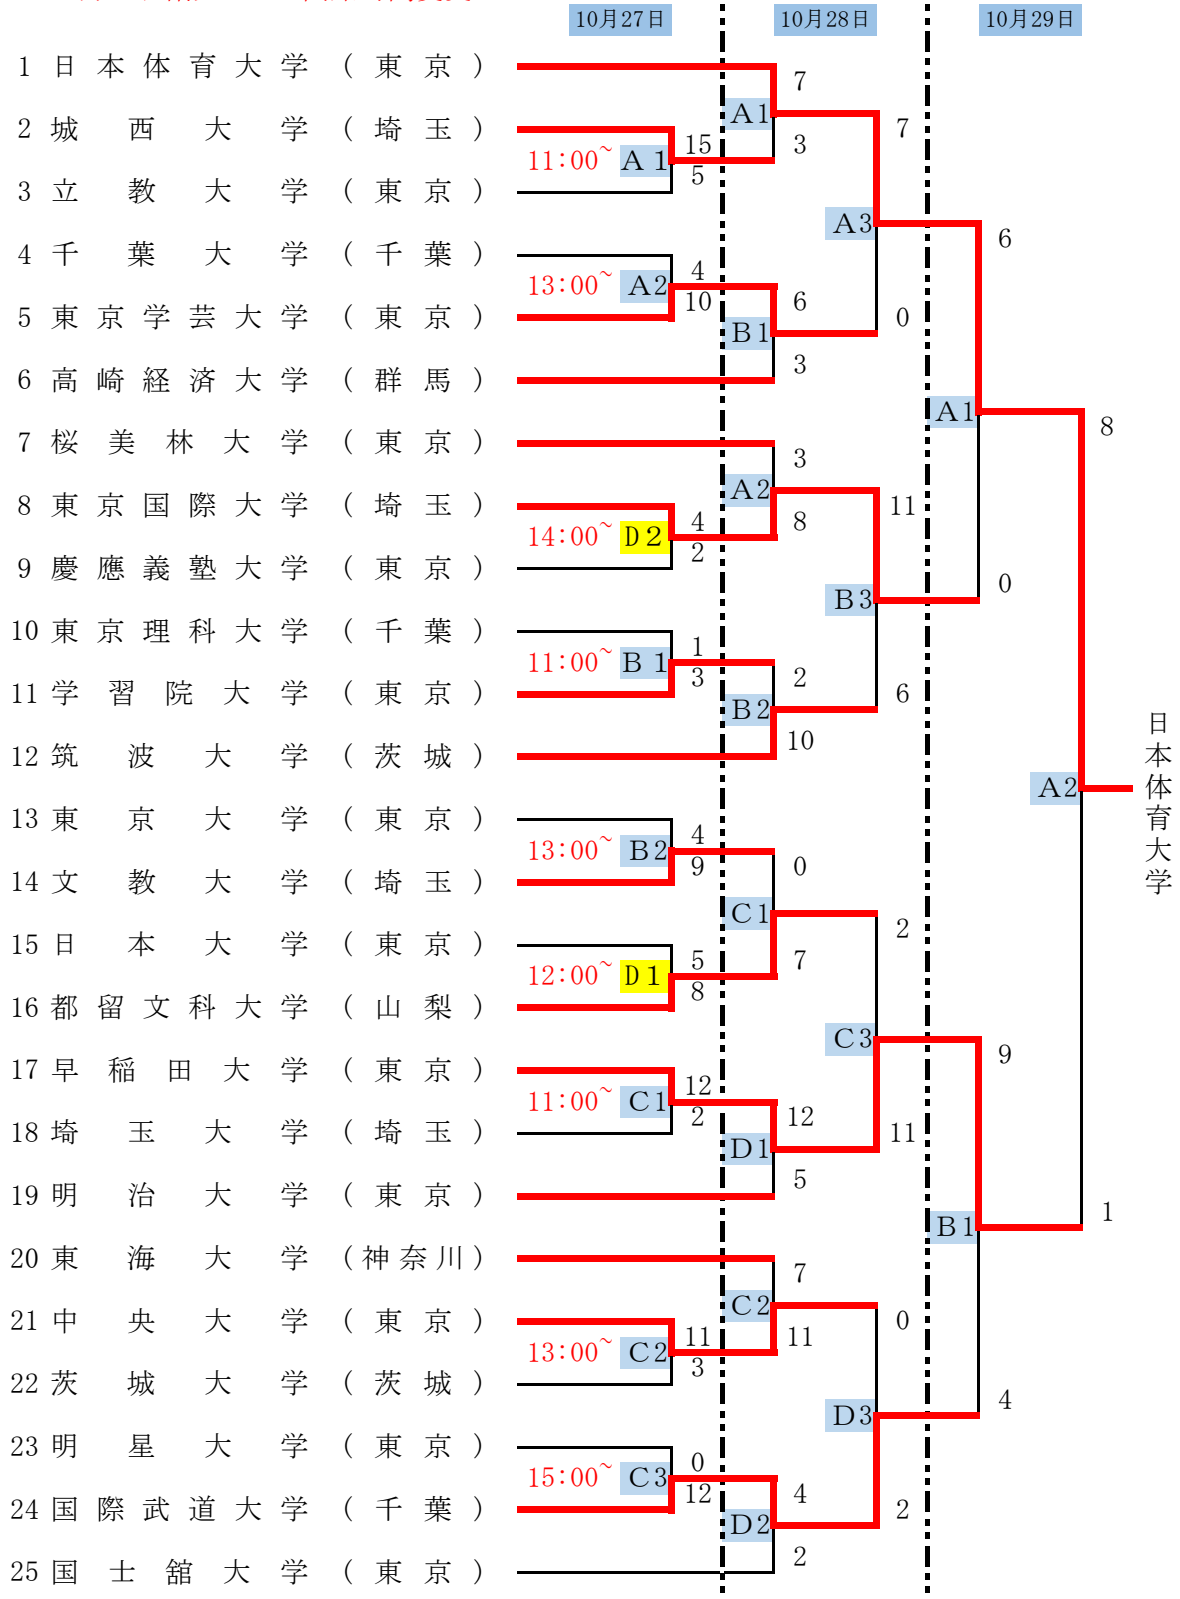 10月27日 10月28日 10月29日
1 日本体育大学 (東京)
7
A1
2 城西大学 (埼玉)
7
15
3
11:00~ A1
5
3 立教大学 (東京)
A3
6
4 千葉大学 (千葉)
4
13:00~ A2
10
6
5 東京学芸大学 (東京)
0
B1
3
6 高崎経済大学 (群馬)
A1
8
7 桜美林大学 (東京)
3
A2
8 東京国際大学 (埼玉)
11
4
8
14:00~ D2
2
9 慶應義塾大学 (東京)
0
B3
10 東京理科大学 (千葉)
1
11:00~ B1
3
2
11 学習院大学 (東京)
6
B2
10
12 筑波大学 (茨城)
A2
日本体育大学
13 東京大学 (東京)
4
13:00~ B2
9
0
14 文教大学 (埼玉)
C1
2
15 日本大学 (東京)
5
7
12:00~ D1
8
16 都留文科大学 (山梨)
C3
9
17 早稲田大学 (東京)
12
11:00~ C1
2
12
18 埼玉大学 (埼玉)
11
D1
5
19 明治大学 (東京)
1
B1
20 東海大学 (神奈川)
7
C2
21 中央大学 (東京)
0
11
11
13:00~ C2
3
22 茨城大学 (茨城)
4
D3
23 明星大学 (東京)
0
15:00~ C3
12
4
24 国際武道大学 (千葉)
2
D2
2
25 国士舘大学 (東京)